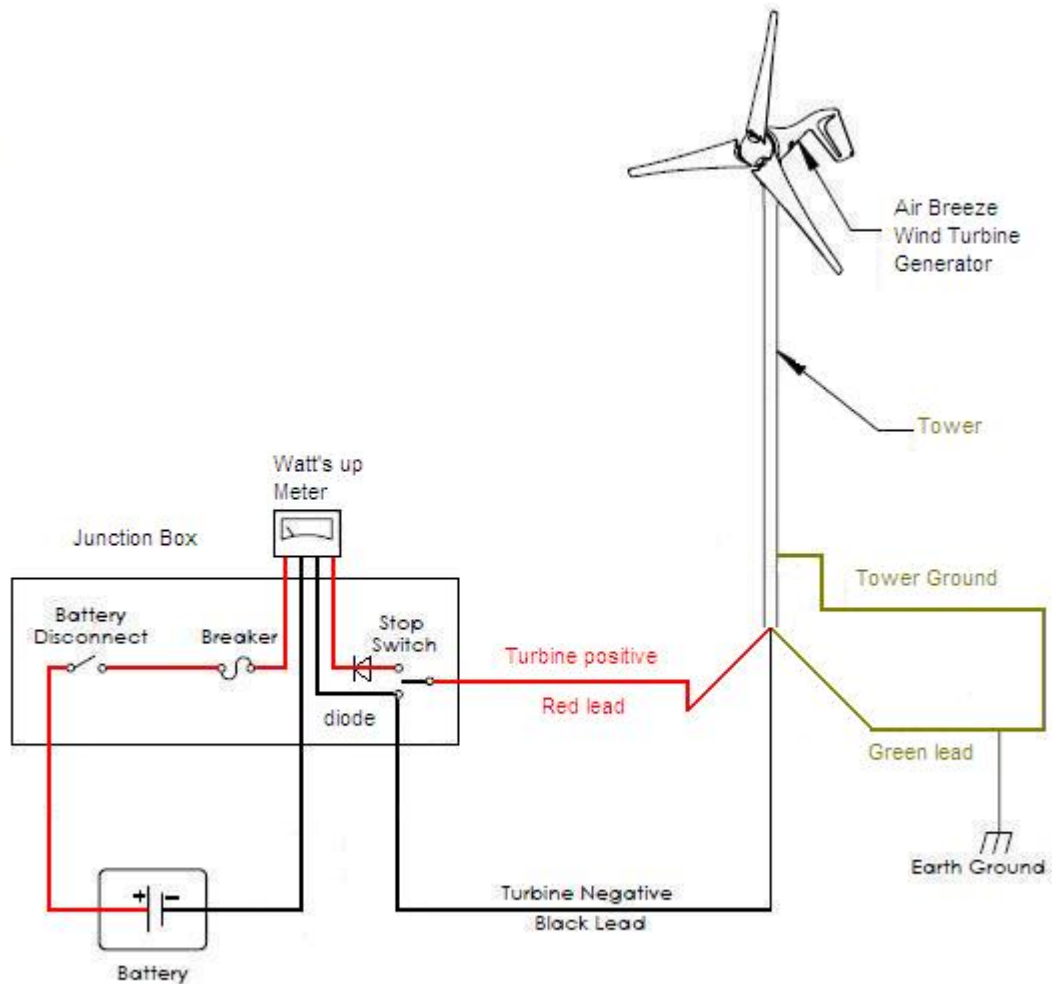 Air Breeze
Wind Turbine
Generator
Tower
Watt's up
Meter
Junction Box
Battery
Disconnect
Breaker
Stop
Switch
diode
Turbine positive
Red lead
Tower Ground
Green lead
Earth Ground
Turbine Negative
Black Lead
+ −
Battery